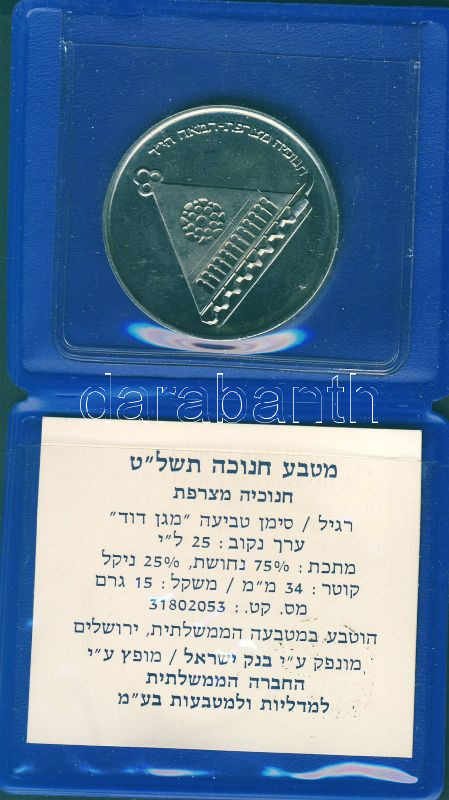 חנוכיה מצרפת-המאה הי״ד
darabanth
מטבע חנוכה תשל״ט
חנוכיה מצרפת
רגיל / סימן טביעה "מגן דוד"
ערך נקוב: 25 ל״י
מתכת: 75% נחושת, 25% ניקל
קוטר: 34 מ״מ / משקל: 15 גרם
מס. קט.: 31802053
הוטבע במטבעה הממשלתית, ירושלים
מונפק ע״י בנק ישראל / מופץ ע״י
החברה הממשלתית
למדליות ולמטבעות בע״מ